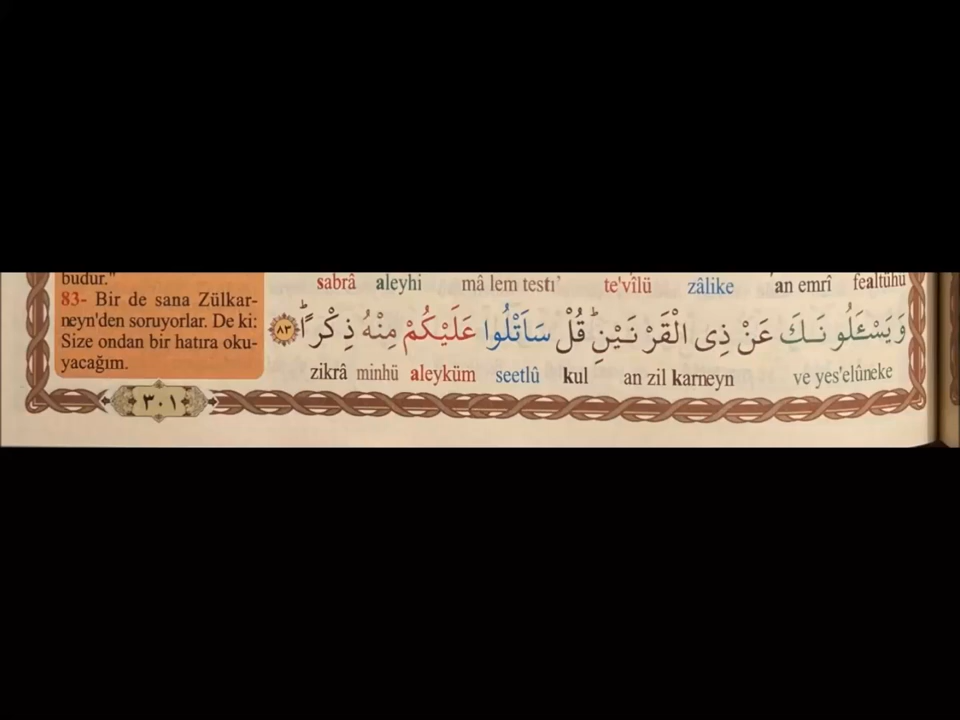 budur."
83- Bir de sana Zülkar-
neyn'den soruyorlar. De ki:
Size ondan bir hatıra oku-
yacağım.
sabrâ aleyhi mâ lem testı' te'vîlü zâlike an emrî fealtühü
وَيَسْـَٔلُونَكَ عَنْ ذِى الْقَرْنَيْنِۜ قُلْ سَاَتْلُوا عَلَيْكُمْ مِنْهُ ذِكْرًاۜ ﴿٨٣﴾
zikrâ minhü aleyküm seetlû kul an zil karneyn ve yes'elûneke
٣٠١